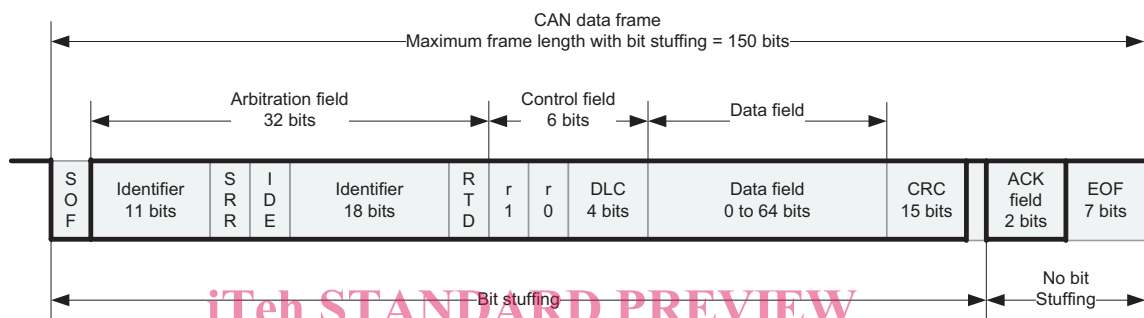 CAN data frame
Maximum frame length with bit stuffing = 150 bits
Arbitration field
32 bits
Control field
6 bits
Data field
S
O
F
Identifier
11 bits
S
R
R
I
D
E
Identifier
18 bits
R
T
D
r
1
r
0
DLC
4 bits
Data field
0 to 64 bits
CRC
15 bits
ACK
field
2 bits
EOF
7 bits
Bit stuffing
No bit
Stuffing
iTeh STANDARD PREVIEW